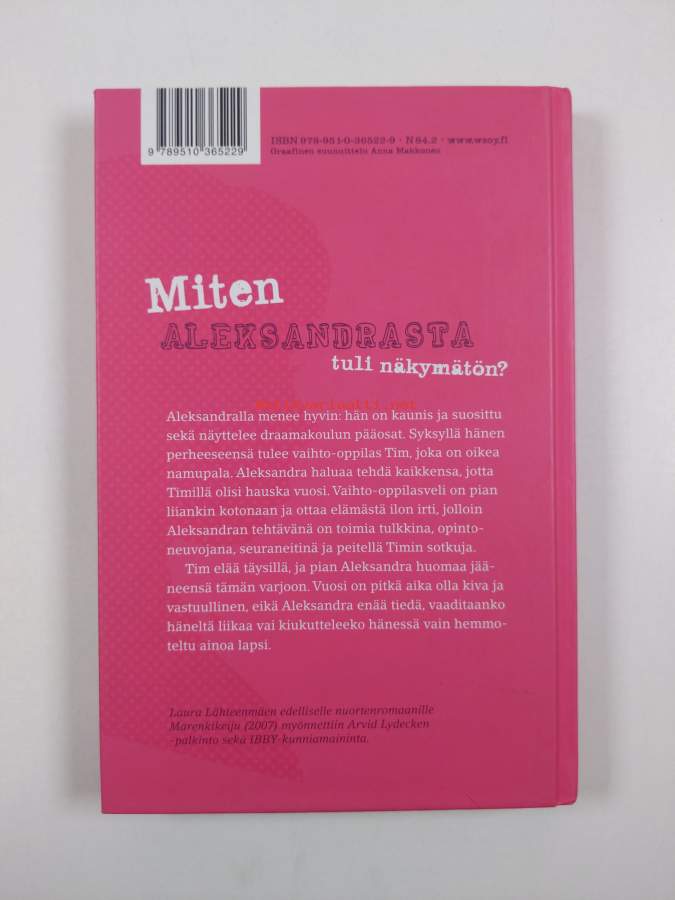 ISBN 978-951-0-36522-9 · N 84.2 · www.wsoy.fi
Graafinen suunnittelu Anna Makkonen
9 789510 365229
Miten
ALEKSANDRASTA
tuli näkymätön?
Aleksandralla menee hyvin: hän on kaunis ja suosittu
sekä näyttelee draamakoulun pääosat. Syksyllä hänen
perheeseensä tulee vaihto-oppilas Tim, joka on oikea
namupala. Aleksandra haluaa tehdä kaikkensa, jotta
Timillä olisi hauska vuosi. Vaihto-oppilasveli on pian
liiankin kotonaan ja ottaa elämästä ilon irti, jolloin
Aleksandran tehtävänä on toimia tulkkina, opinto-
neuvojana, seuraneitinä ja peitellä Timin sotkuja.
Tim elää täysillä, ja pian Aleksandra huomaa jää-
neensä tämän varjoon. Vuosi on pitkä aika olla kiva ja
vastuullinen, eikä Aleksandra enää tiedä, vaaditaanko
häneltä liikaa vai kiukutteleeko hänessä vain hemmo-
teltu ainoa lapsi.
Laura Lähteenmäen edelliselle nuortenromaanille
Marenkikeiju (2007) myönnettiin Arvid Lydecken
-palkinto sekä IBBY-kunniamaininta.